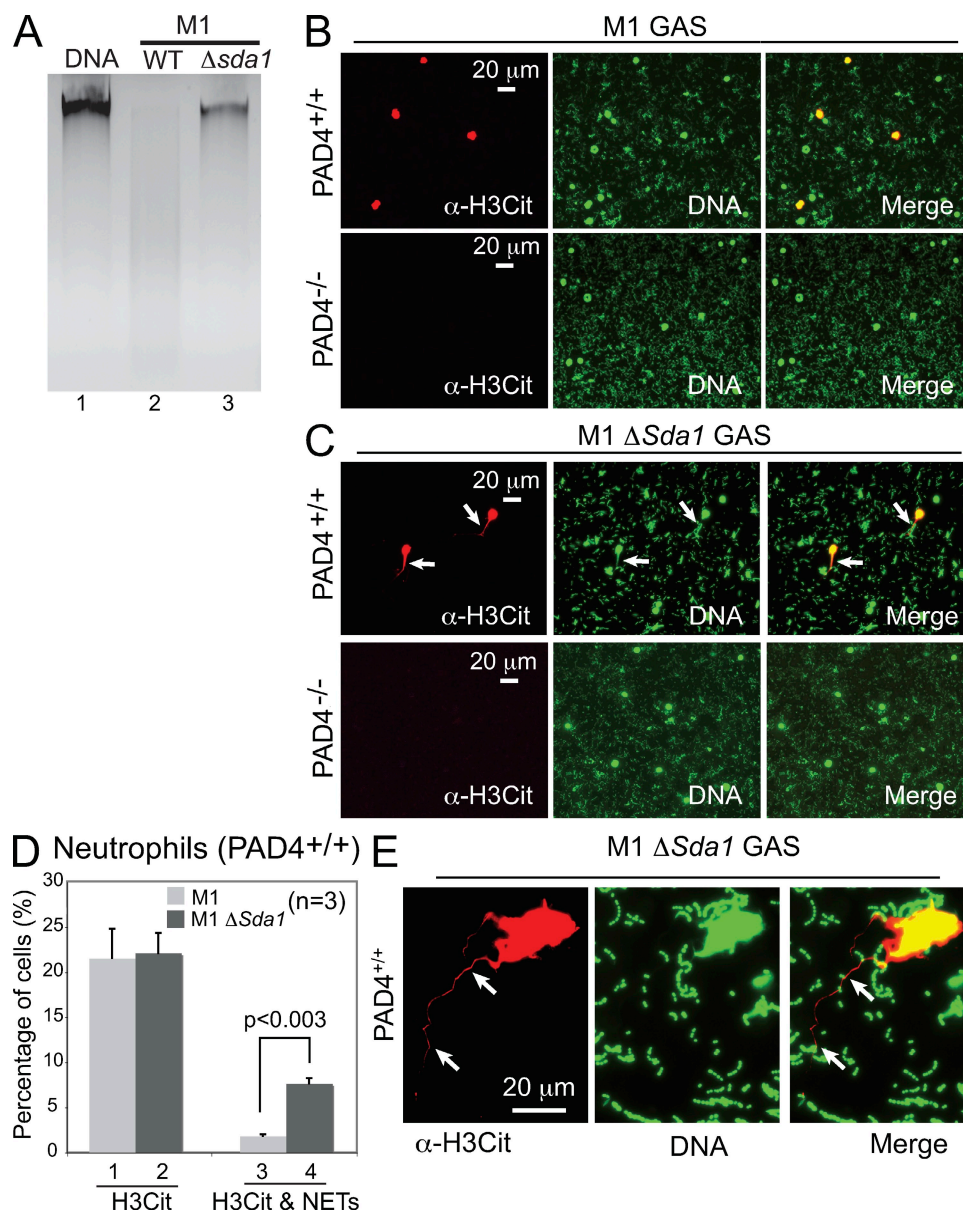 A
M1
DNA WT Δsda1
1 2 3
B
M1 GAS
PAD4+/+
20 μm
α-H3Cit
DNA
Merge
PAD4-/-
20 μm
α-H3Cit
DNA
Merge
C
M1 ΔSda1 GAS
PAD4+/+
20 μm
α-H3Cit
DNA
Merge
PAD4-/-
20 μm
α-H3Cit
DNA
Merge
D Neutrophils (PAD4+/+)
Percentage of cells (%)
30
25
20
15
10
5
0
M1
M1 ΔSda1
(n=3)
p<0.003
1 2 3 4
H3Cit H3Cit & NETs
E
M1 ΔSda1 GAS
PAD4+/+
20 μm
α-H3Cit DNA Merge